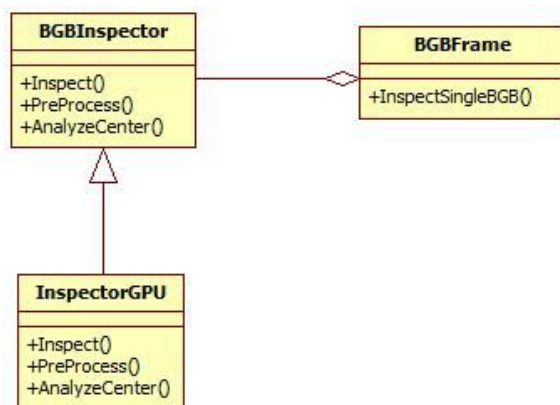 BGBInspector
+Inspect()
+PreProcess()
+AnalyzeCenter()
BGBFrame
+InspectSingleBGB()
InspectorGPU
+Inspect()
+PreProcess()
+AnalyzeCenter()